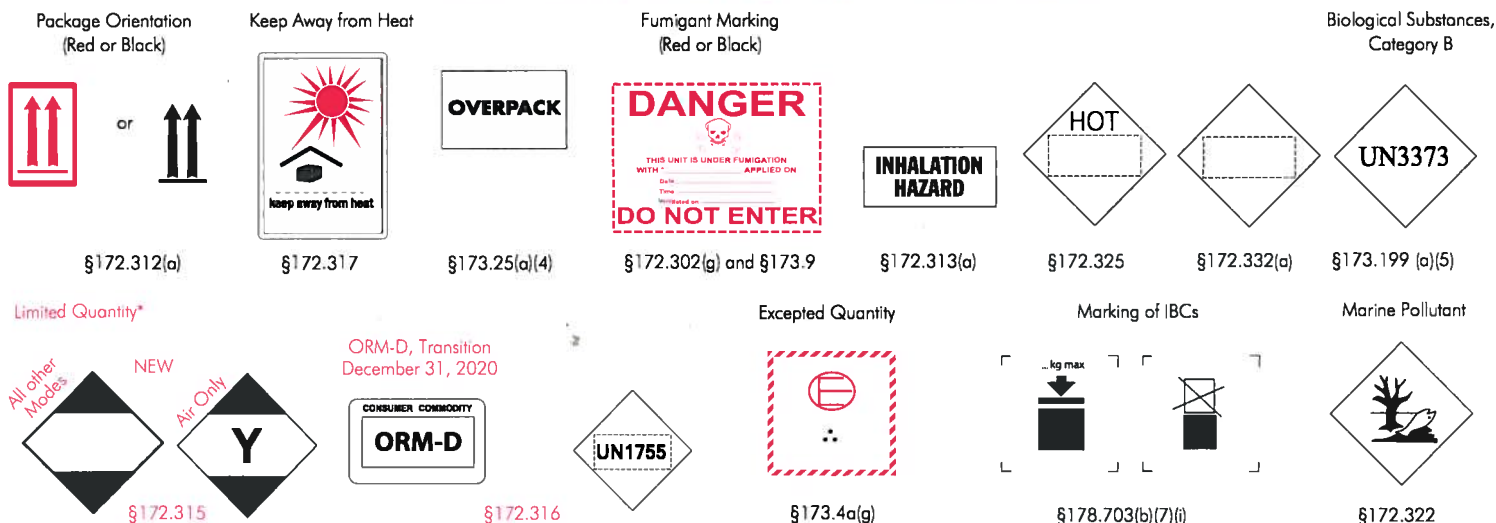 Package Orientation
(Red or Black)
Keep Away from Heat
Fumigant Marking
(Red or Black)
Biological Substances,
Category B
or
keep away from heat
OVERPACK
DANGER
THIS UNIT IS UNDER FUMIGATION
WITH * APPLIED ON
Date
Time
DO NOT ENTER
INHALATION
HAZARD
HOT
UN3373
§172.312(a)
§172.317
§173.25(a)(4)
§172.302(g) and §173.9
§172.313(a)
§172.325
§172.332(a)
§173.199 (a)(5)
Limited Quantity*
All other
Modes
NEW
Air Only
Y
§172.315
ORM-D, Transition
December 31, 2020
CONSUMER COMMODITY
ORM-D
§172.316
UN1755
Excepted Quantity
E
§173.4a(g)
Marking of IBCs
... kg max
§178.703(b)(7)(i)
Marine Pollutant
§172.322